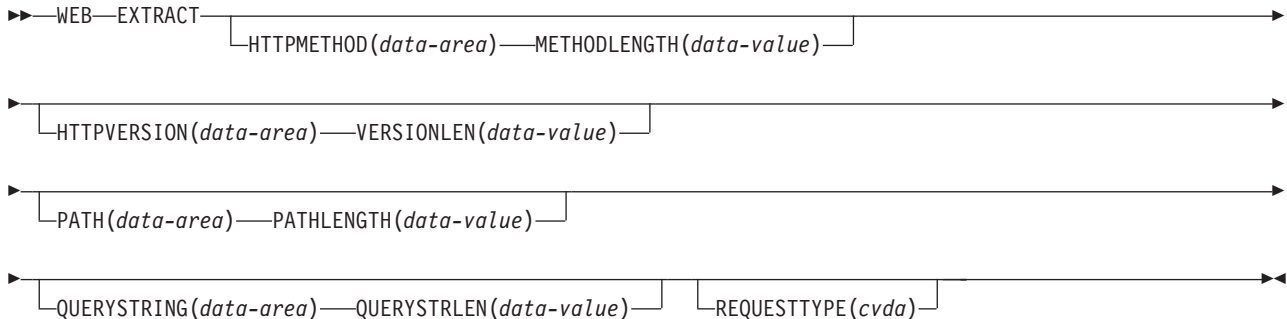 WEB EXTRACT
HTTPMETHOD(data-area) METHODLENGTH(data-value)
HTTPVERSION(data-area) VERSIONLEN(data-value)
PATH(data-area) PATHLENGTH(data-value)
QUERYSTRING(data-area) QUERYSTRLEN(data-value) REQUESTTYPE(cvda)